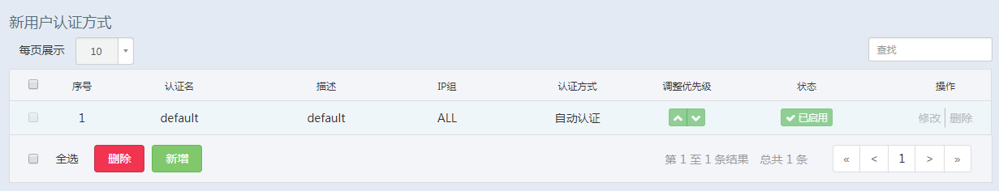 新用户认证方式
每页展示 10 查找
序号 认证名 描述 IP组 认证方式 调整优先级 状态 操作
1 default default ALL 自动认证 已启用 修改 删除
全选 删除 新增 第 1 至 1 条结果 总共 1 条 « < 1 > »